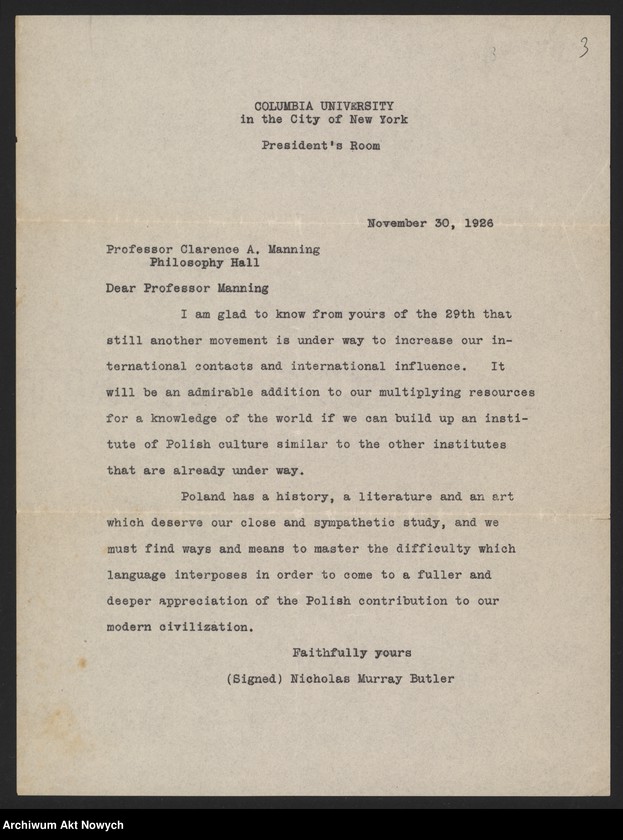 3
COLUMBIA UNIVERSITY
in the City of New York
President's Room
November 30, 1926
Professor Clarence A. Manning
Philosophy Hall
Dear Professor Manning
I am glad to know from yours of the 29th that
still another movement is under way to increase our in-
ternational contacts and international influence. It
will be an admirable addition to our multiplying resources
for a knowledge of the world if we can build up an insti-
tute of Polish culture similar to the other institutes
that are already under way.
Poland has a history, a literature and an art
which deserve our close and sympathetic study, and we
must find ways and means to master the difficulty which
language interposes in order to come to a fuller and
deeper appreciation of the Polish contribution to our
modern civilization.
Faithfully yours
(Signed) Nicholas Murray Butler
Archiwum Akt Nowych